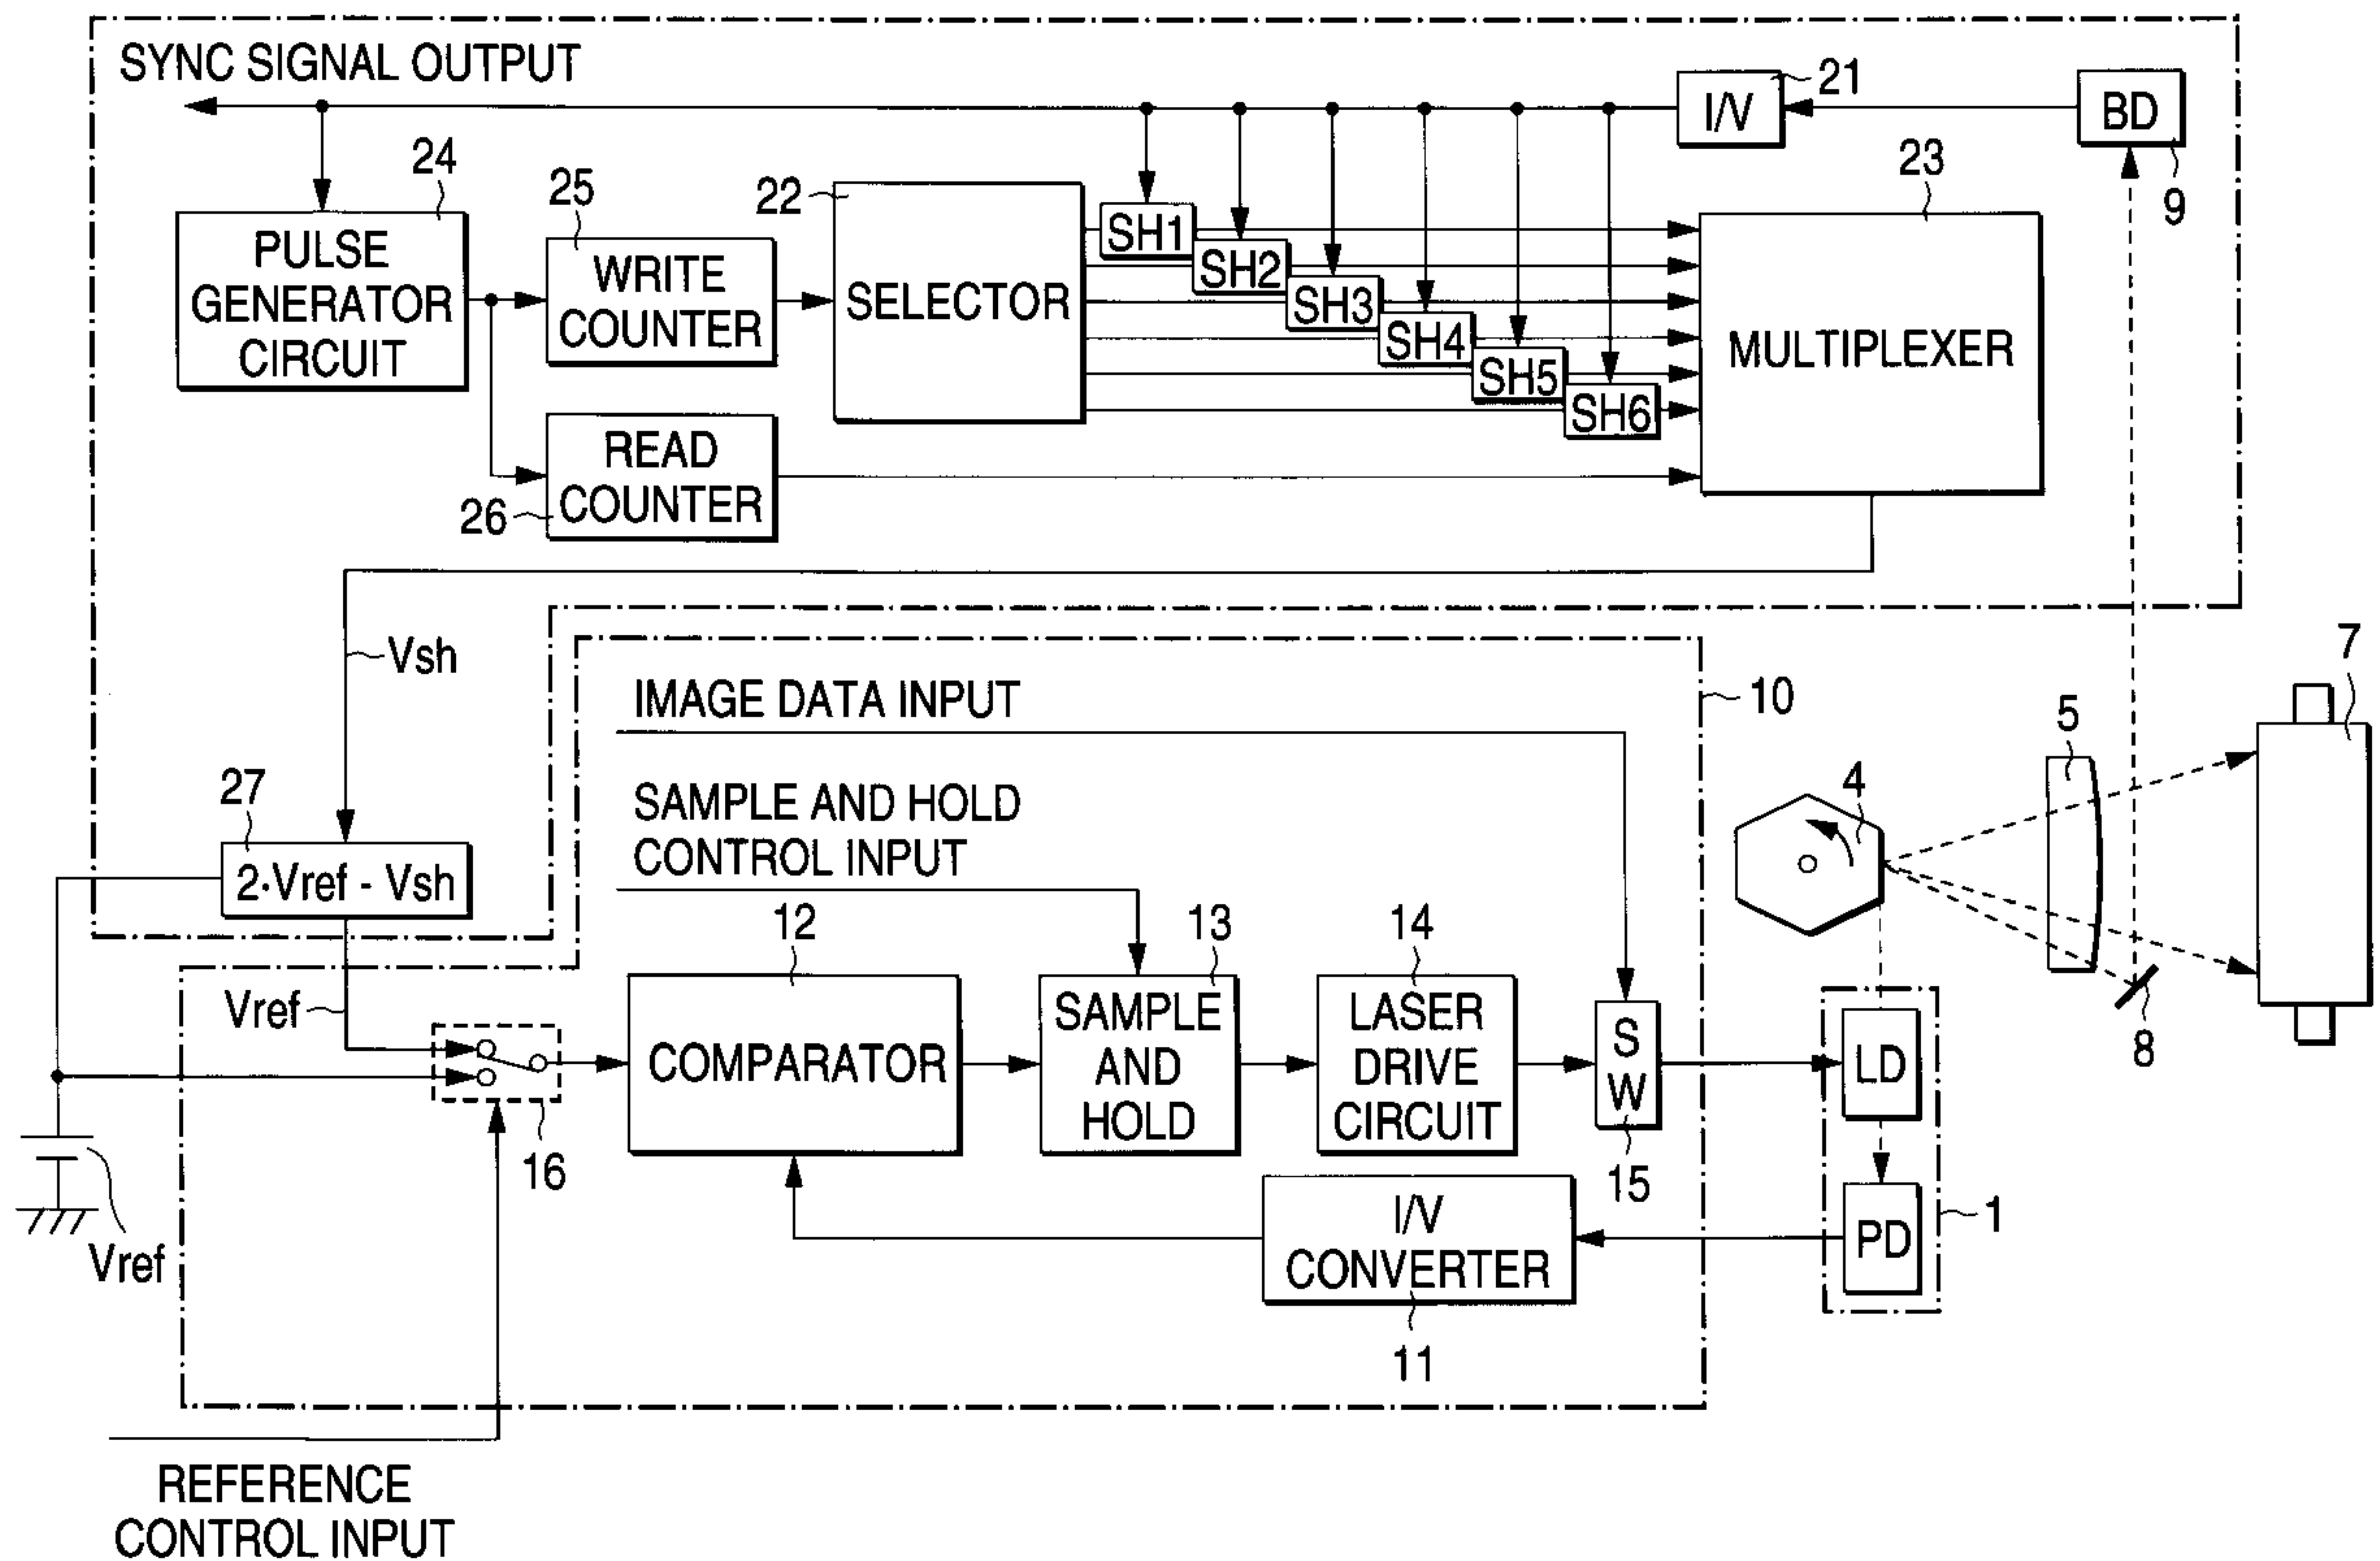 SYNC SIGNAL OUTPUT
21
I/V
BD
9
24
PULSE
GENERATOR
CIRCUIT
25
WRITE
COUNTER
22
SELECTOR
SH1
SH2
SH3
SH4
SH5
SH6
23
MULTIPLEXER
READ
COUNTER
26
Vsh
27
2·Vref - Vsh
Vref
IMAGE DATA INPUT
10
SAMPLE AND HOLD
CONTROL INPUT
4
5
7
8
12
COMPARATOR
13
SAMPLE
AND
HOLD
14
LASER
DRIVE
CIRCUIT
S
W
15
LD
PD
1
16
I/V
CONVERTER
11
Vref
REFERENCE
CONTROL INPUT